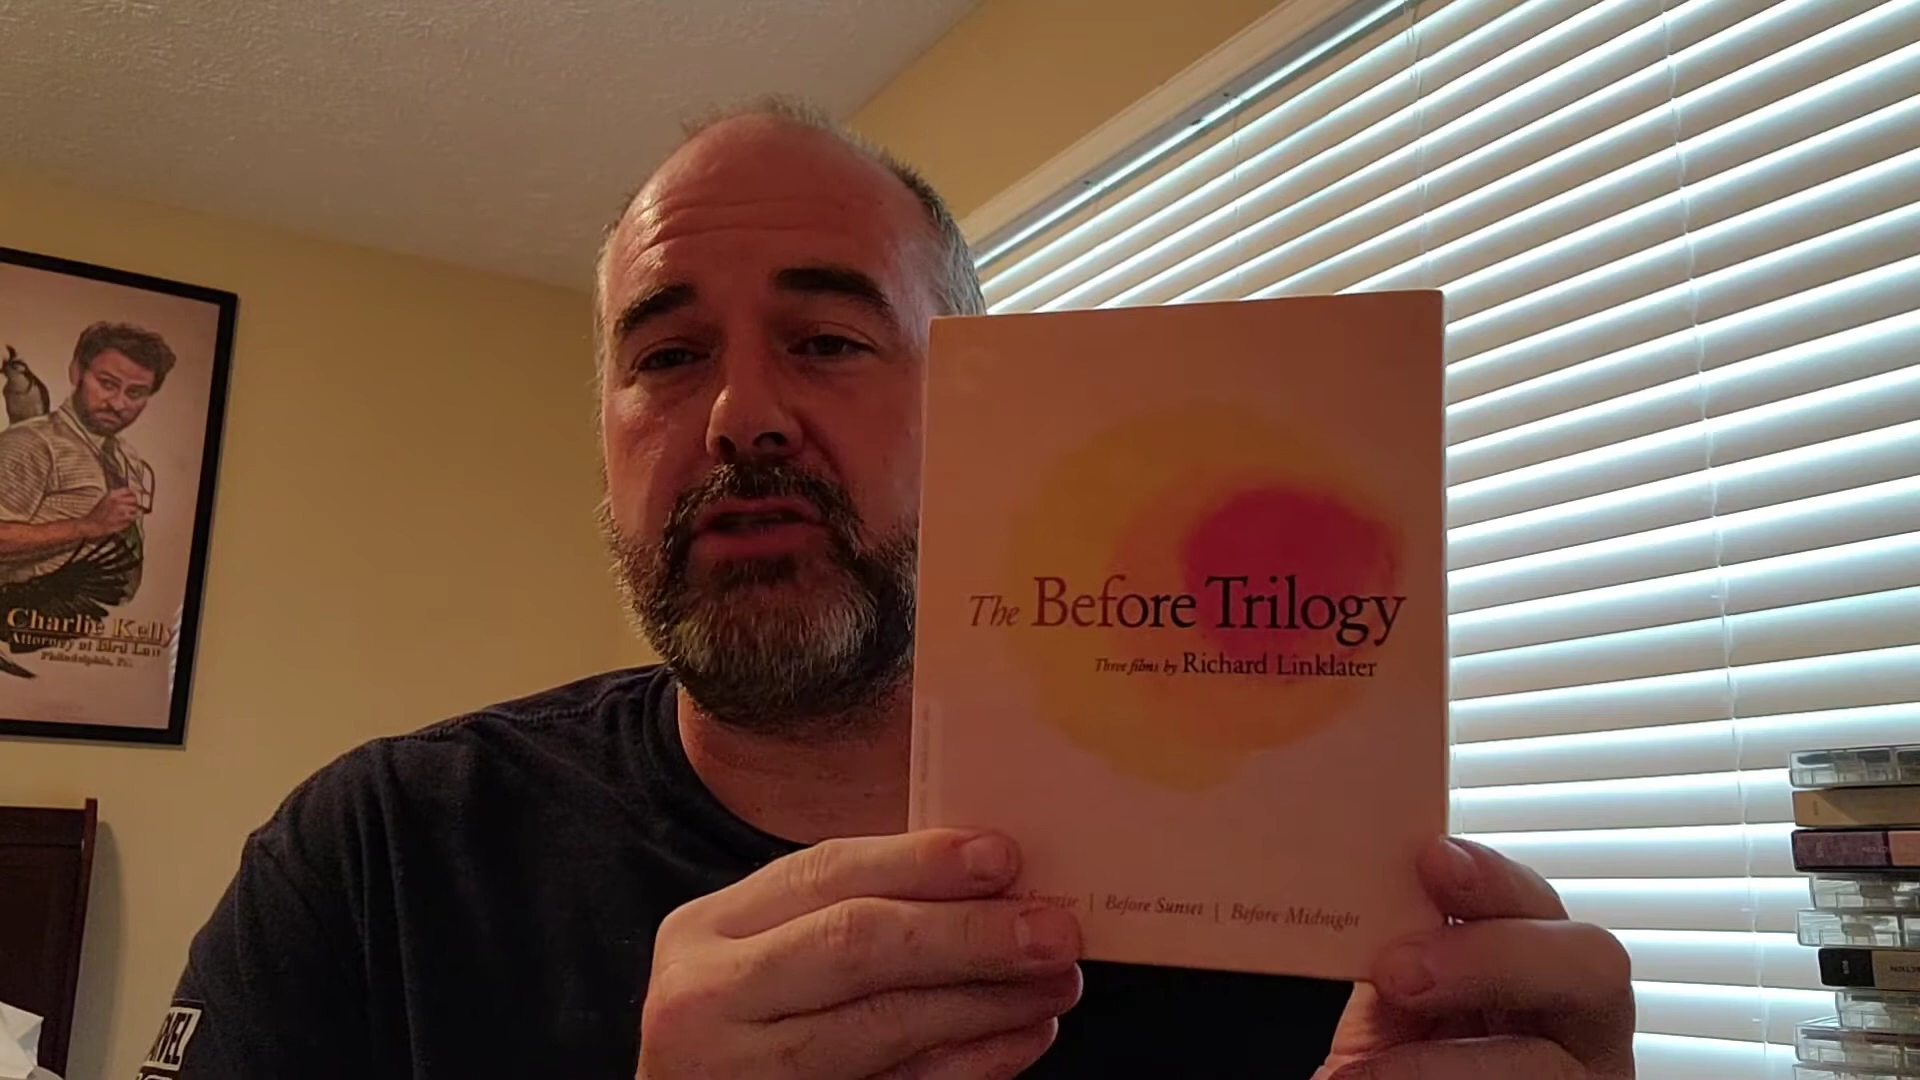 Charlie Kelly
Attorney at Bird Law
Philadelphia, PA
The Before Trilogy
Three films by Richard Linklater
Sunrise | Before Sunset | Before Midnight